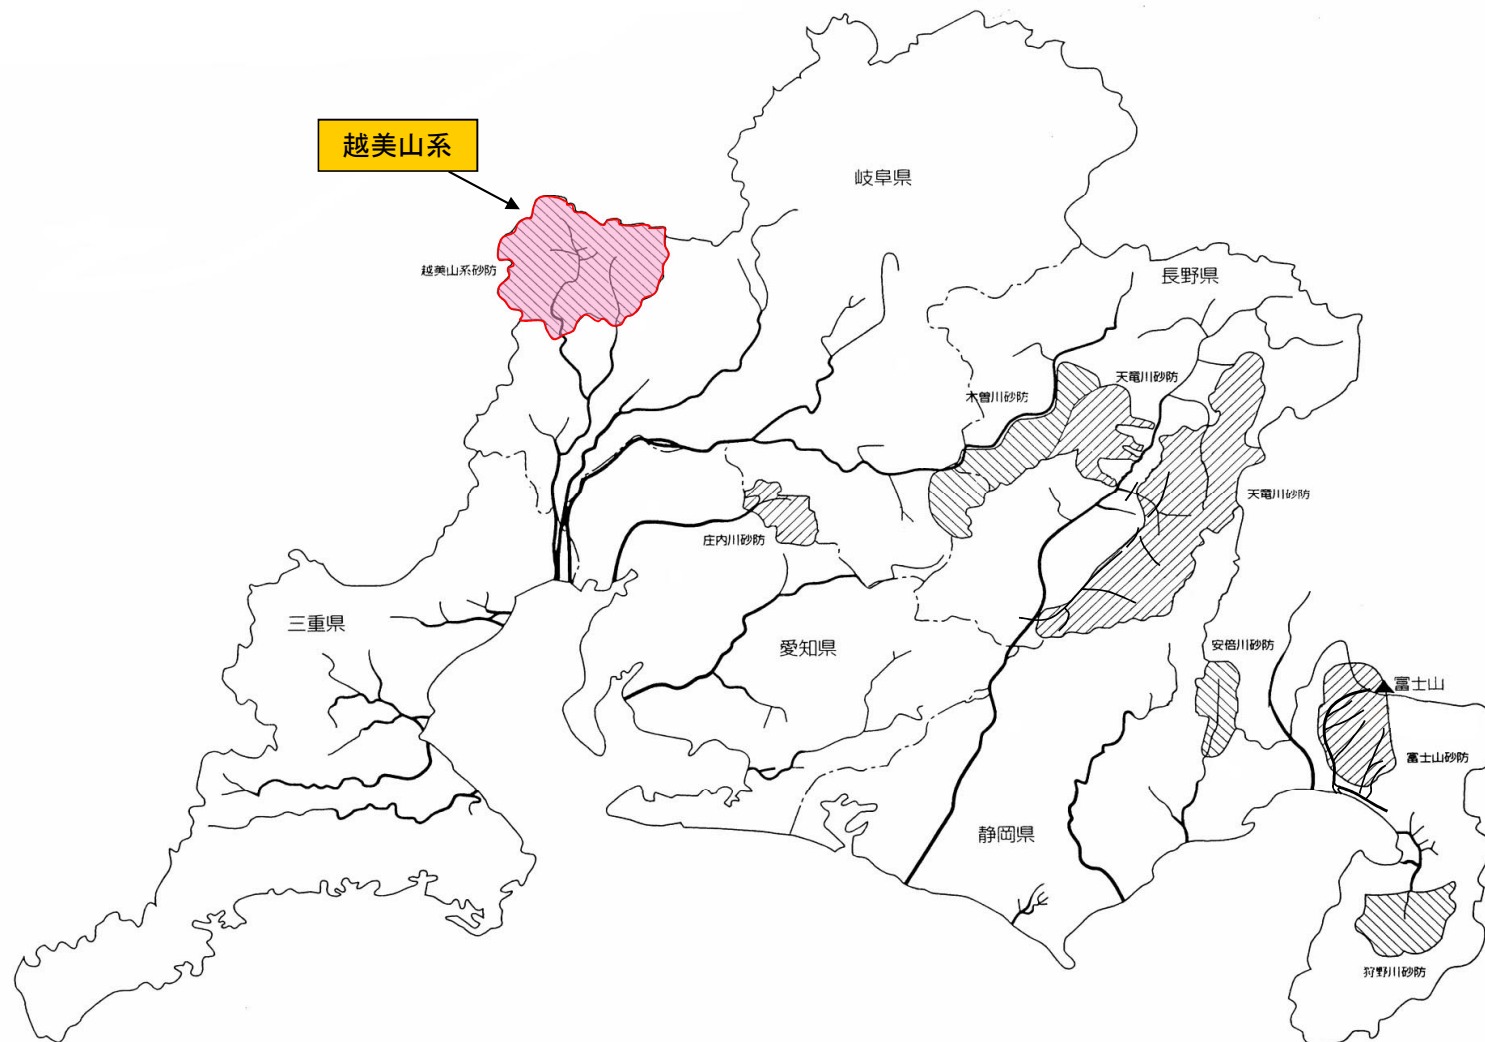 越美山系
岐阜県
越美山系砂防
長野県
天竜川砂防
木曽川砂防
天竜川砂防
庄内川砂防
三重県
愛知県
安倍川砂防
富士山
富士山砂防
静岡県
狩野川砂防